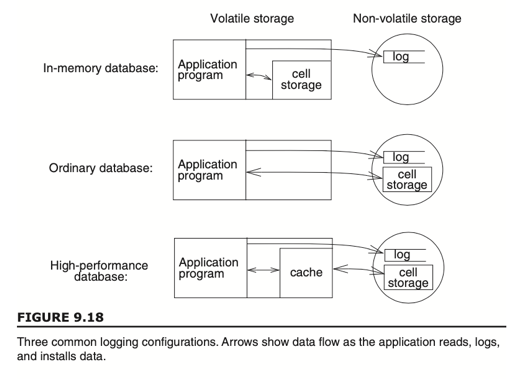 Volatile storage
Non-volatile storage
In-memory database:
Application
program
cell
storage
log
Ordinary database:
Application
program
log
cell
storage
High-performance
database:
Application
program
cache
log
cell
storage
FIGURE 9.18
Three common logging configurations. Arrows show data flow as the application reads, logs,
and installs data.